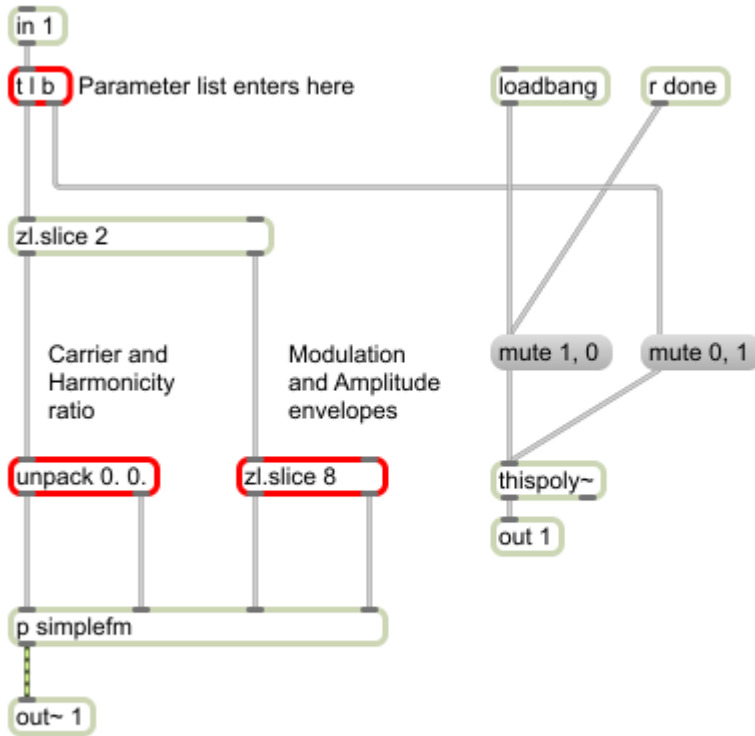 in 1
t l b
Parameter list enters here
loadbang
r done
zl.slice 2
Carrier and
Harmonicity
ratio
Modulation
and Amplitude
envelopes
mute 1, 0
mute 0, 1
unpack 0. 0.
zl.slice 8
thispoly~
out 1
p simplefm
out~ 1